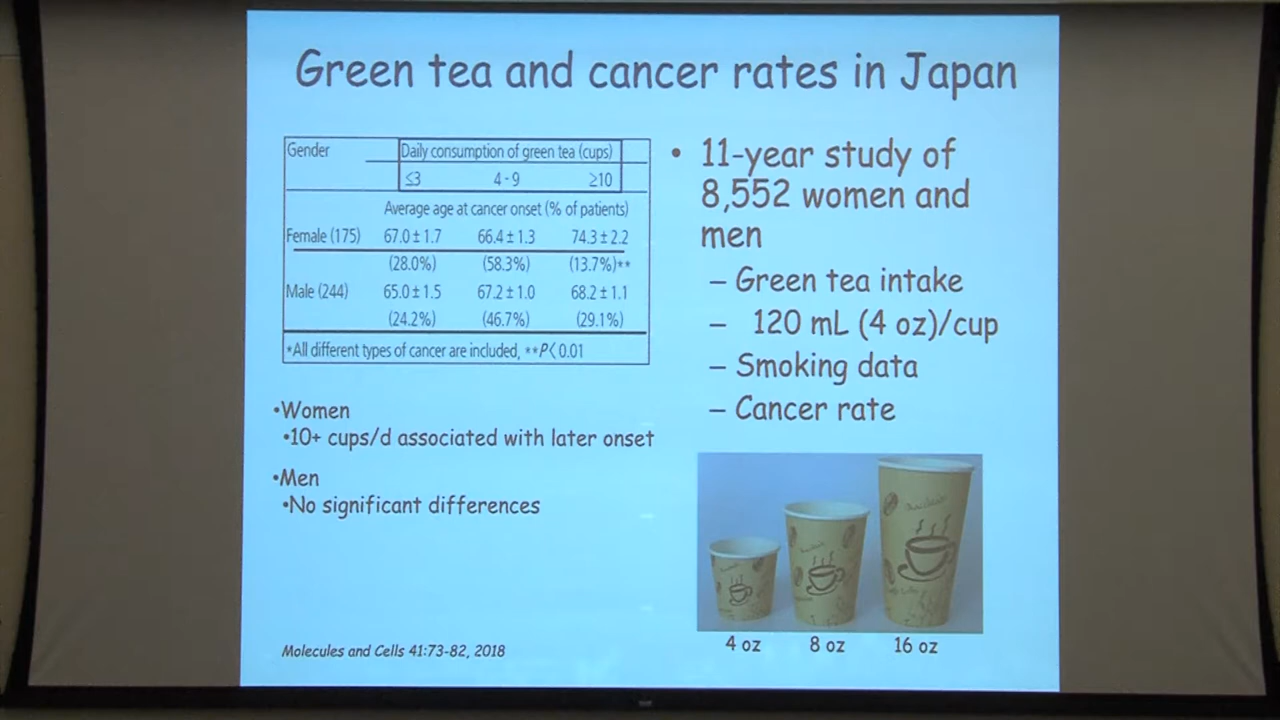 Green tea and cancer rates in Japan
Gender Daily consumption of green tea (cups)
≤3 4-9 ≥10
Average age at cancer onset (% of patients)
Female (175) 67.0±1.7 66.4±1.3 74.3±2.2
(28.0%) (58.3%) (13.7%)**
Male (244) 65.0±1.5 67.2±1.0 68.2±1.1
(24.2%) (46.7%) (29.1%)
*All different types of cancer are included, **P<0.01
•Women
•10+ cups/d associated with later onset
•Men
•No significant differences
Molecules and Cells 41:73-82, 2018
• 11-year study of
8,552 women and
men
– Green tea intake
– 120 mL (4 oz)/cup
– Smoking data
– Cancer rate
4 oz 8 oz 16 oz